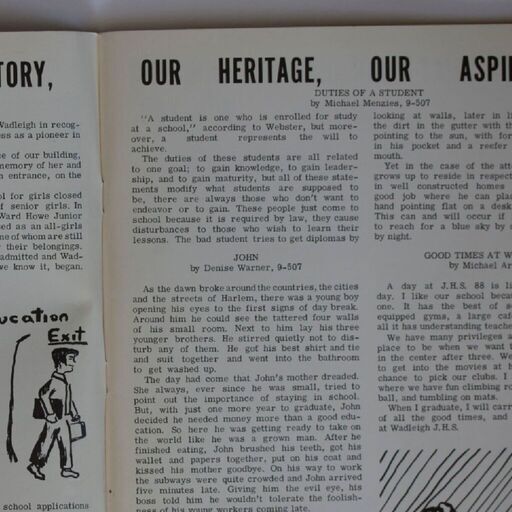 TORY,
OUR HERITAGE, OUR ASPI
Wadleigh in recog-
ess as a pioneer in
ce of our building,
memory of her and
n entrance, on the
ol for girls closed
of senior girls. In
Ward Howe Junior
sed as an all-girls
me of whom are still
their belongings.
admitted and Wad-
we know it, began.
ucation
Exit
school applications
DUTIES OF A STUDENT
by Michael Menzies, 9-507
"A student is one who is enrolled for study
at a school," according to Webster, but more-
over, a student represents the will to
achieve.
The duties of these students are all related
to one goal; to gain knowledge, to gain leader-
ship, and to gain maturity, but all of these state-
ments modify what students are supposed to
be, there are always those who don't want to
endeavor or to gain. These people just come to
school because it is required by law, they cause
disturbances to those who wish to learn their
lessons. The bad student tries to get diplomas by
JOHN
by Denise Warner, 9-507
As the dawn broke around the countries, the cities
and the streets of Harlem, there was a young boy
opening his eyes to the first signs of day break.
Around him he could see the tattered four walls
of his small room. Next to him lay his three
younger brothers. He stirred quietly not to dis-
turb any of them. He got his best shirt and tie
and suit together and went into the bathroom
to get washed up.
The day had come that John's mother dreaded.
She always, ever since he was small, tried to
point out the importance of staying in school.
But, with just one more year to graduate, John
decided he needed money more than a good edu-
cation. So here he was getting ready to take on
the world like he was a grown man. After he
finished eating, John brushed his teeth, got his
wallet and papers together, put on his coat and
kissed his mother goodbye. On his way to work
the subways were quite crowded and John arrived
five minutes late. Giving him the evil eye, his
boss told him he wouldn't tolerate the foolish-
ness of his young workers coming late.
looking at walls, later in li
the dirt in the gutter with th
pointing to the sun, with for
in his pocket and a reefer
mouth.
Yet in the case of the atte
grows up to reside in respect
in well constructed homes
good job where he can plac
hand pointing flat on a desk
This can and will occur if
to reach for a blue sky by d
by night.
GOOD TIMES AT W
by Michael Ar
A day at J.H.S. 88 is li
day. I like our school becau
one. It has the best of s
equipped gyms, a large cafe
all it has understanding teache
We have many privileges a
place to be when we want t
in the center after three. We
to get into the movies at h
chance to pick our clubs. I
where we have fun climbing ro
ball, and tumbling on mats.
When I graduate, I will carr
of all the good times, and
at Wadleigh J.H.S.